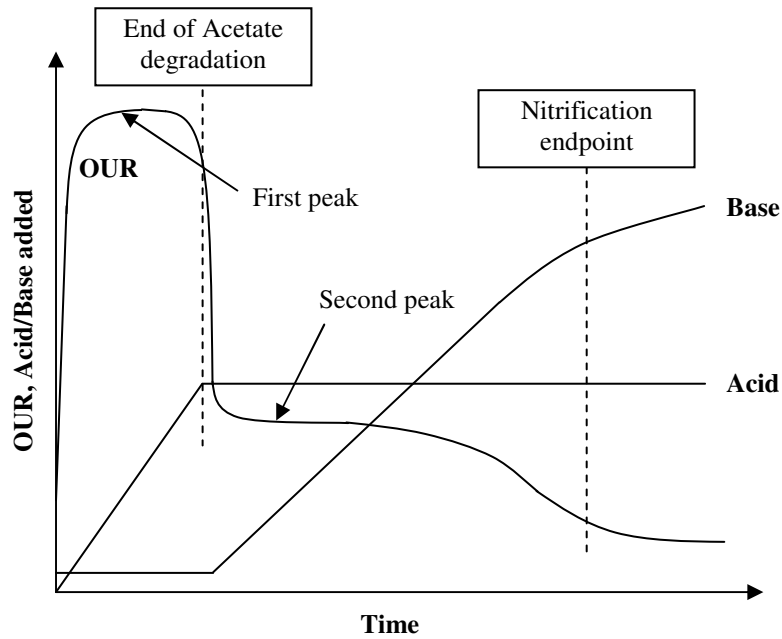 End of Acetate
degradation
Nitrification
endpoint
OUR
First peak
Base
Second peak
Acid
OUR, Acid/Base added
Time